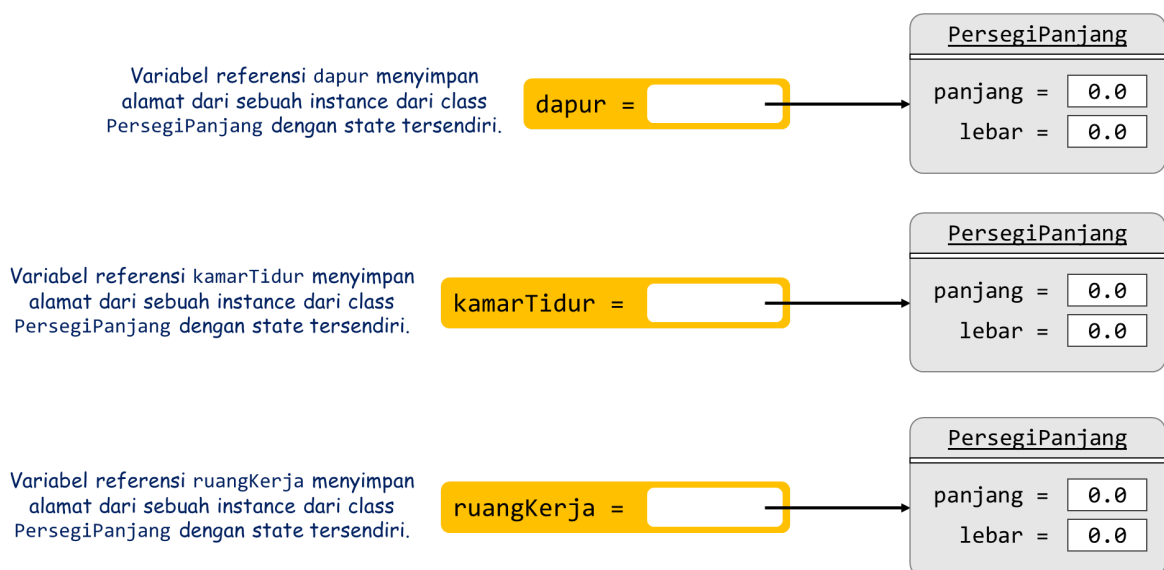 Variabel referensi dapur menyimpan
alamat dari sebuah instance dari class
PersegiPanjang dengan state tersendiri.
dapur =
PersegiPanjang
panjang = 0.0
lebar = 0.0
Variabel referensi kamarTidur menyimpan
alamat dari sebuah instance dari class
PersegiPanjang dengan state tersendiri.
kamarTidur =
PersegiPanjang
panjang = 0.0
lebar = 0.0
Variabel referensi ruangKerja menyimpan
alamat dari sebuah instance dari class
PersegiPanjang dengan state tersendiri.
ruangKerja =
PersegiPanjang
panjang = 0.0
lebar = 0.0